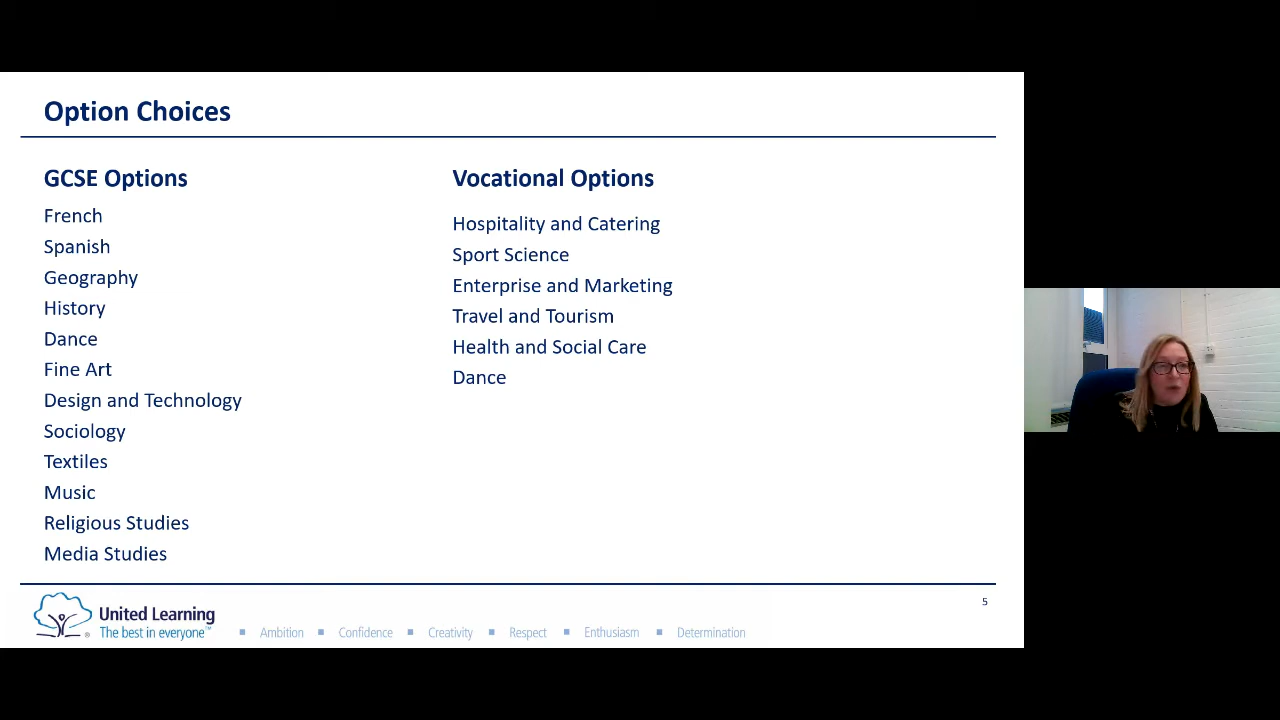 Option Choices
GCSE Options
French
Spanish
Geography
History
Dance
Fine Art
Design and Technology
Sociology
Textiles
Music
Religious Studies
Media Studies
Vocational Options
Hospitality and Catering
Sport Science
Enterprise and Marketing
Travel and Tourism
Health and Social Care
Dance
5
United Learning
The best in everyone™
®
■ Ambition ■ Confidence ■ Creativity ■ Respect ■ Enthusiasm ■ Determination